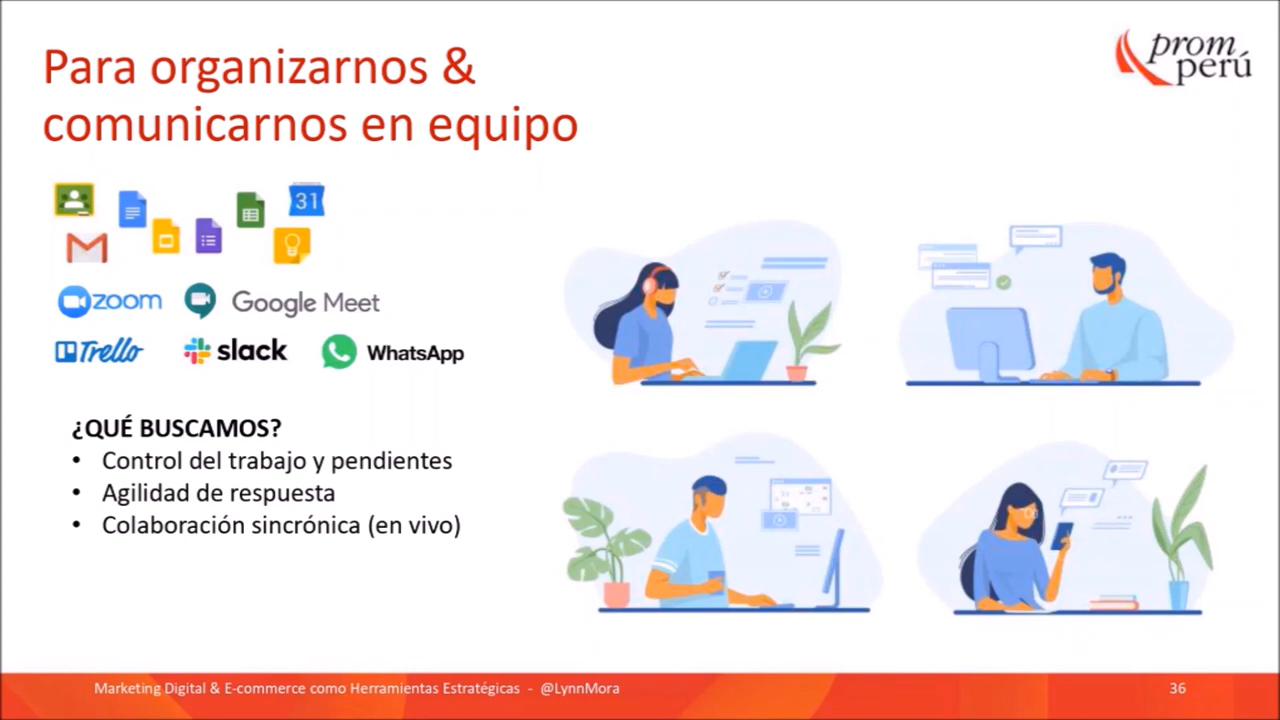 Para organizarnos &
comunicarnos en equipo
prom
perú
31
zoom
Google Meet
Trello
slack
WhatsApp
¿QUÉ BUSCAMOS?
• Control del trabajo y pendientes
• Agilidad de respuesta
• Colaboración sincrónica (en vivo)
Marketing Digital & E-commerce como Herramientas Estratégicas - @LynnMora
36